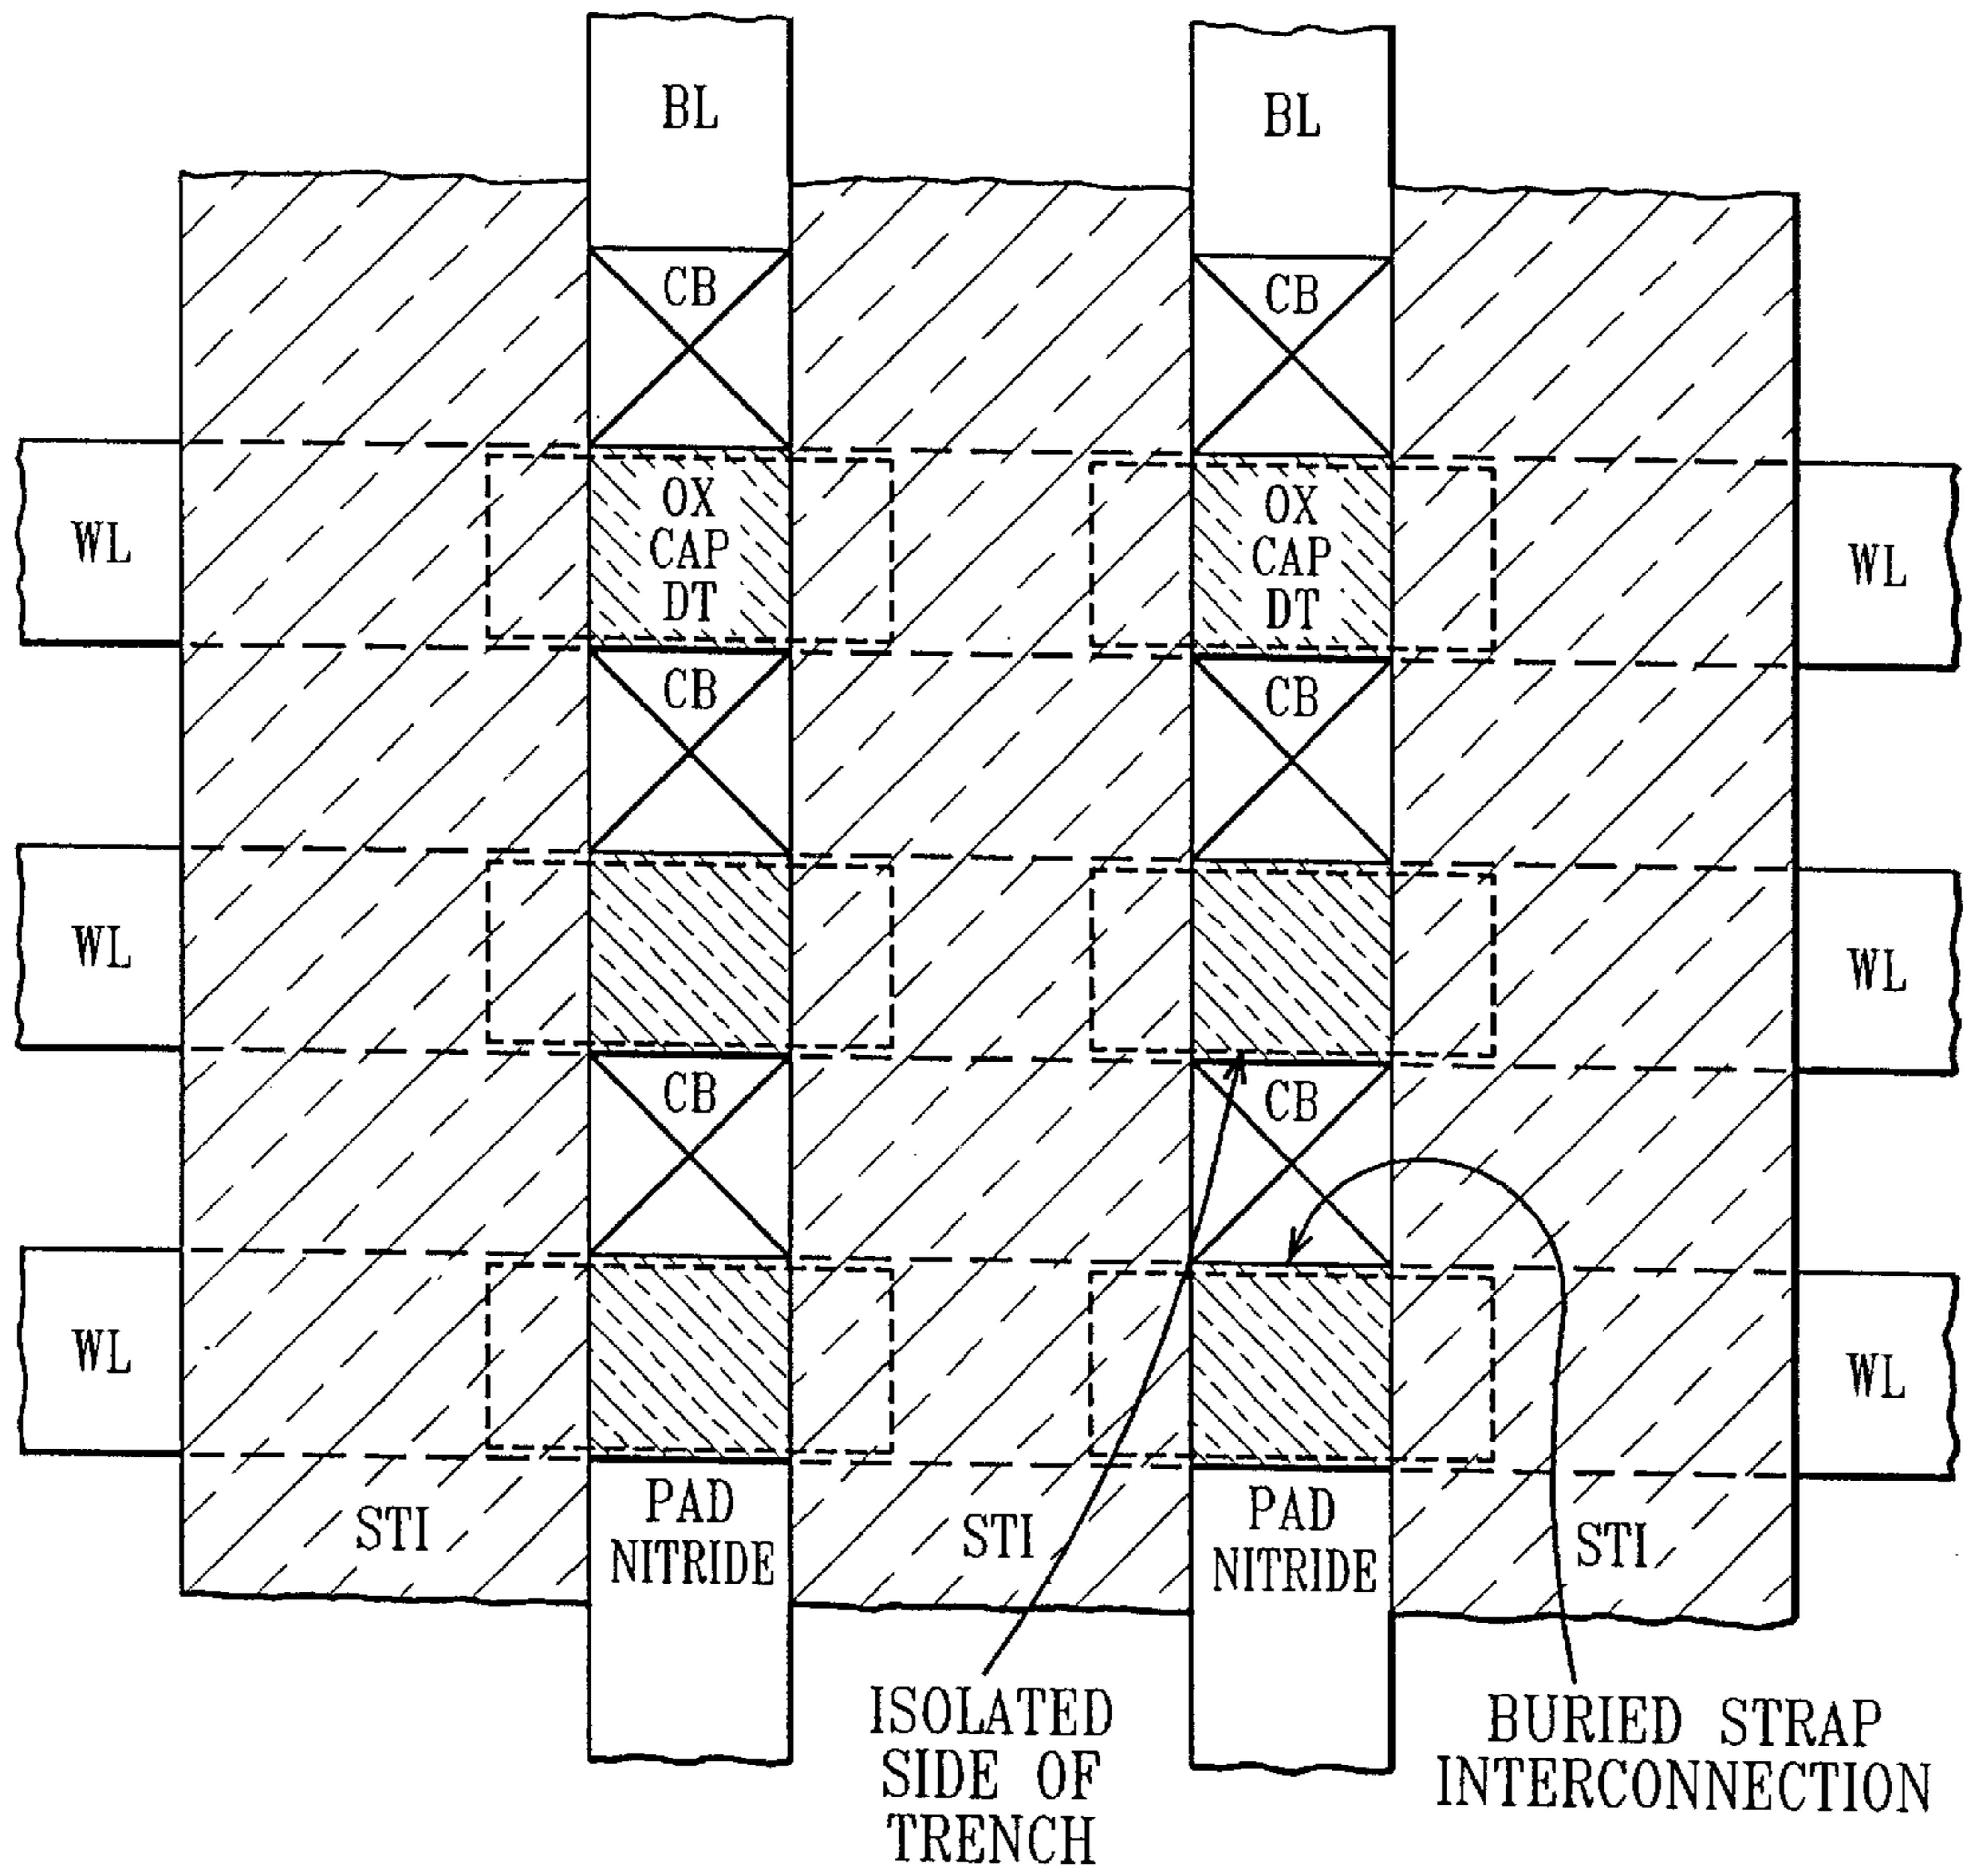 BL
BL
CB
CB
OX
CAP
DT
OX
CAP
DT
WL
WL
CB
CB
WL
WL
CB
CB
WL
WL
PAD
NITRIDE
PAD
NITRIDE
STI
STI
STI
ISOLATED
SIDE OF
TRENCH
BURIED STRAP
INTERCONNECTION